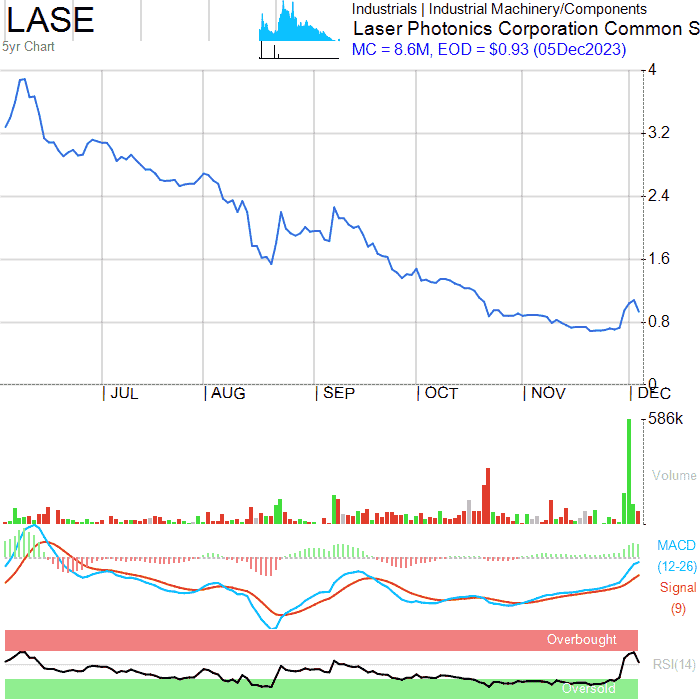 LASE
Industrials | Industrial Machinery/Components
Laser Photonics Corporation Common S
5yr Chart
MC = 8.6M, EOD = $0.93 (05Dec2023)
4
3.2
2.4
1.6
0.8
0
JUL AUG SEP OCT NOV DEC
586k
Volume
MACD
(12-26)
Signal
(9)
Overbought
RSI(14)
Oversold